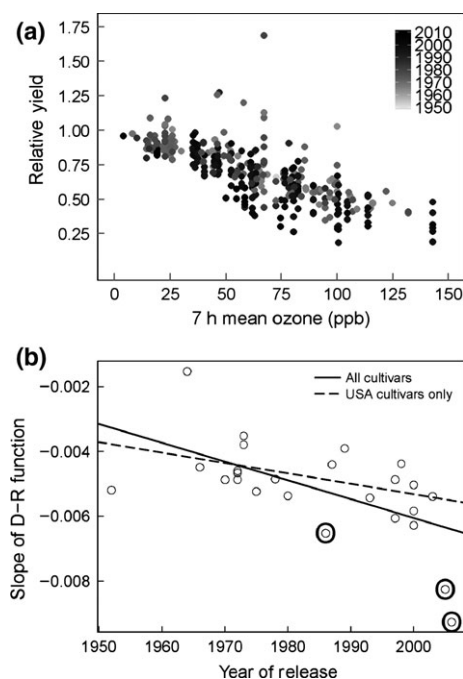 (a)
1.75
1.50
1.25
1.00
0.75
0.50
0.25
Relative yield
2010
2000
1990
1980
1970
1960
1950
0 25 50 75 100 125 150
7 h mean ozone (ppb)
(b)
−0.002
−0.004
−0.006
−0.008
Slope of D–R function
All cultivars
USA cultivars only
1950 1960 1970 1980 1990 2000
Year of release